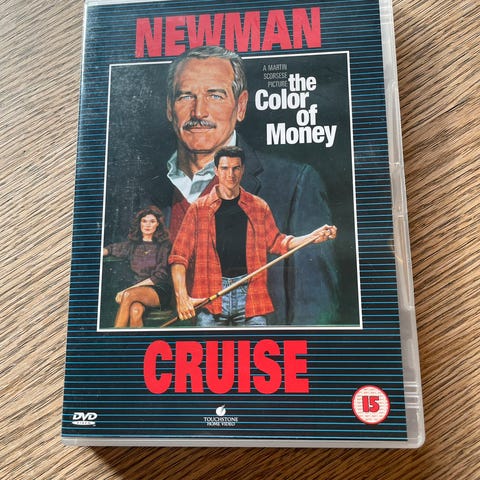 NEWMAN
A MARTIN
SCORSESE
PICTURE
the
Color
of
Money
CRUISE
DVD
VIDEO
TOUCHSTONE
HOME VIDEO
15